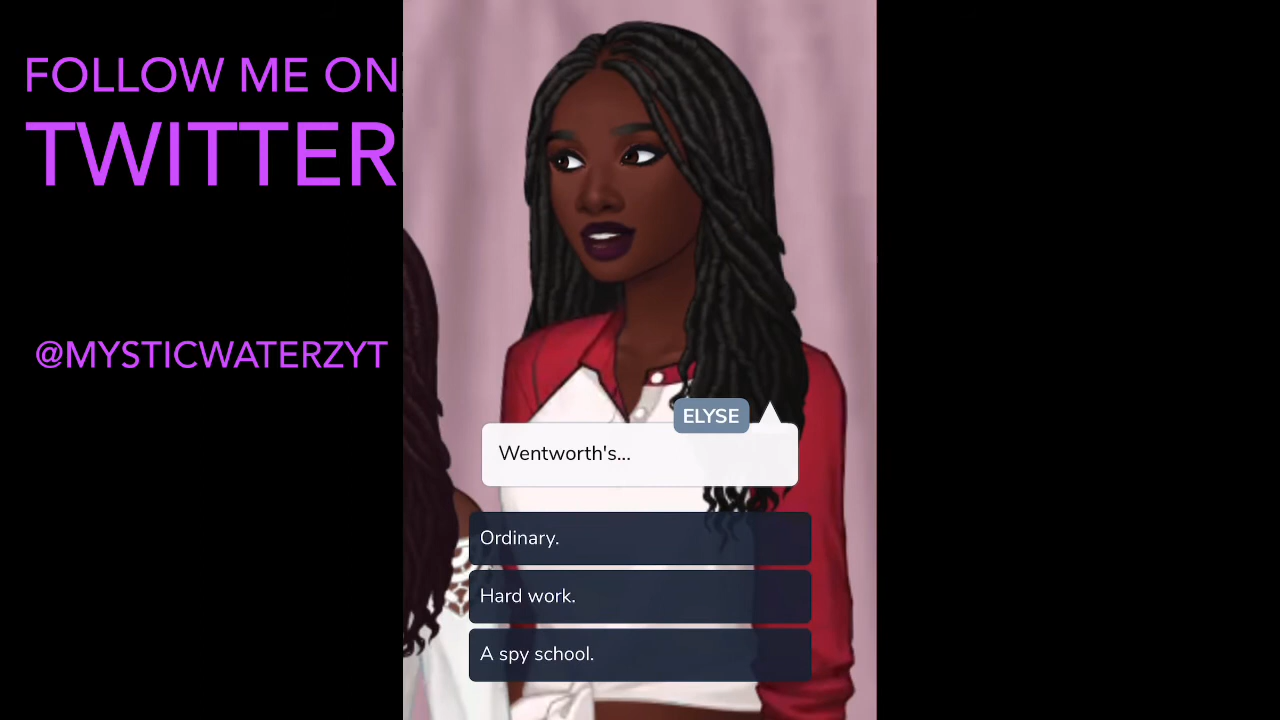 FOLLOW ME ON
TWITTER
@MYSTICWATERZYT
ELYSE
Wentworth's...
Ordinary.
Hard work.
A spy school.